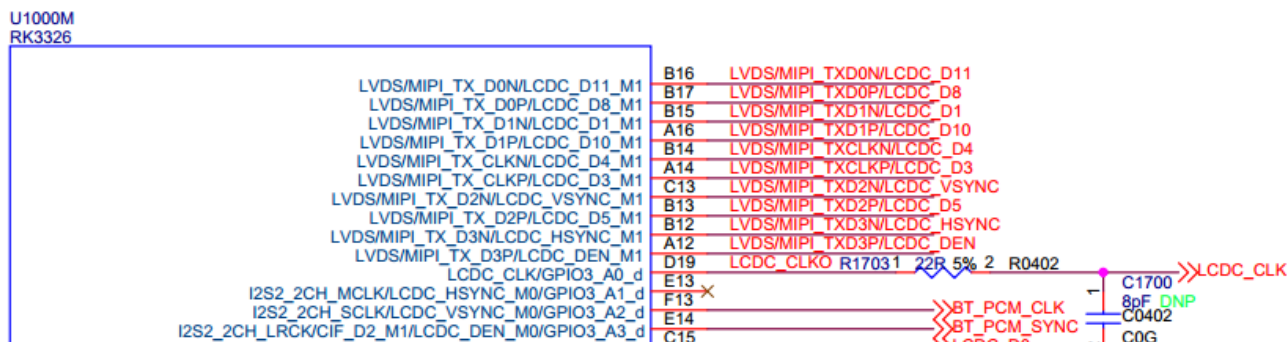 U1000M
RK3326
LVDS/MIPI_TX_D0N/LCDC_D11_M1 B16 LVDS/MIPI_TXD0N/LCDC_D11
LVDS/MIPI_TX_D0P/LCDC_D8_M1 B17 LVDS/MIPI_TXD0P/LCDC_D8
LVDS/MIPI_TX_D1N/LCDC_D1_M1 B15 LVDS/MIPI_TXD1N/LCDC_D1
LVDS/MIPI_TX_D1P/LCDC_D10_M1 A16 LVDS/MIPI_TXD1P/LCDC_D10
LVDS/MIPI_TX_CLKN/LCDC_D4_M1 B14 LVDS/MIPI_TXCLKN/LCDC_D4
LVDS/MIPI_TX_CLKP/LCDC_D3_M1 A14 LVDS/MIPI_TXCLKP/LCDC_D3
LVDS/MIPI_TX_D2N/LCDC_VSYNC_M1 C13 LVDS/MIPI_TXD2N/LCDC_VSYNC
LVDS/MIPI_TX_D2P/LCDC_D5_M1 B13 LVDS/MIPI_TXD2P/LCDC_D5
LVDS/MIPI_TX_D3N/LCDC_HSYNC_M1 B12 LVDS/MIPI_TXD3N/LCDC_HSYNC
LVDS/MIPI_TX_D3P/LCDC_DEN_M1 A12 LVDS/MIPI_TXD3P/LCDC_DEN
LCDC_CLK/GPIO3_A0_d D19 LCDC_CLKO R1703 1 22R 5% 2 R0402 LCDC_CLK
I2S2_2CH_MCLK/LCDC_HSYNC_M0/GPIO3_A1_d E13
I2S2_2CH_SCLK/LCDC_VSYNC_M0/GPIO3_A2_d F13 BT_PCM_CLK
I2S2_2CH_LRCK/CIF_D2_M1/LCDC_DEN_M0/GPIO3_A3_d E14 BT_PCM_SYNC
C15
1 C1700
8pF DNP
C0402
C0G